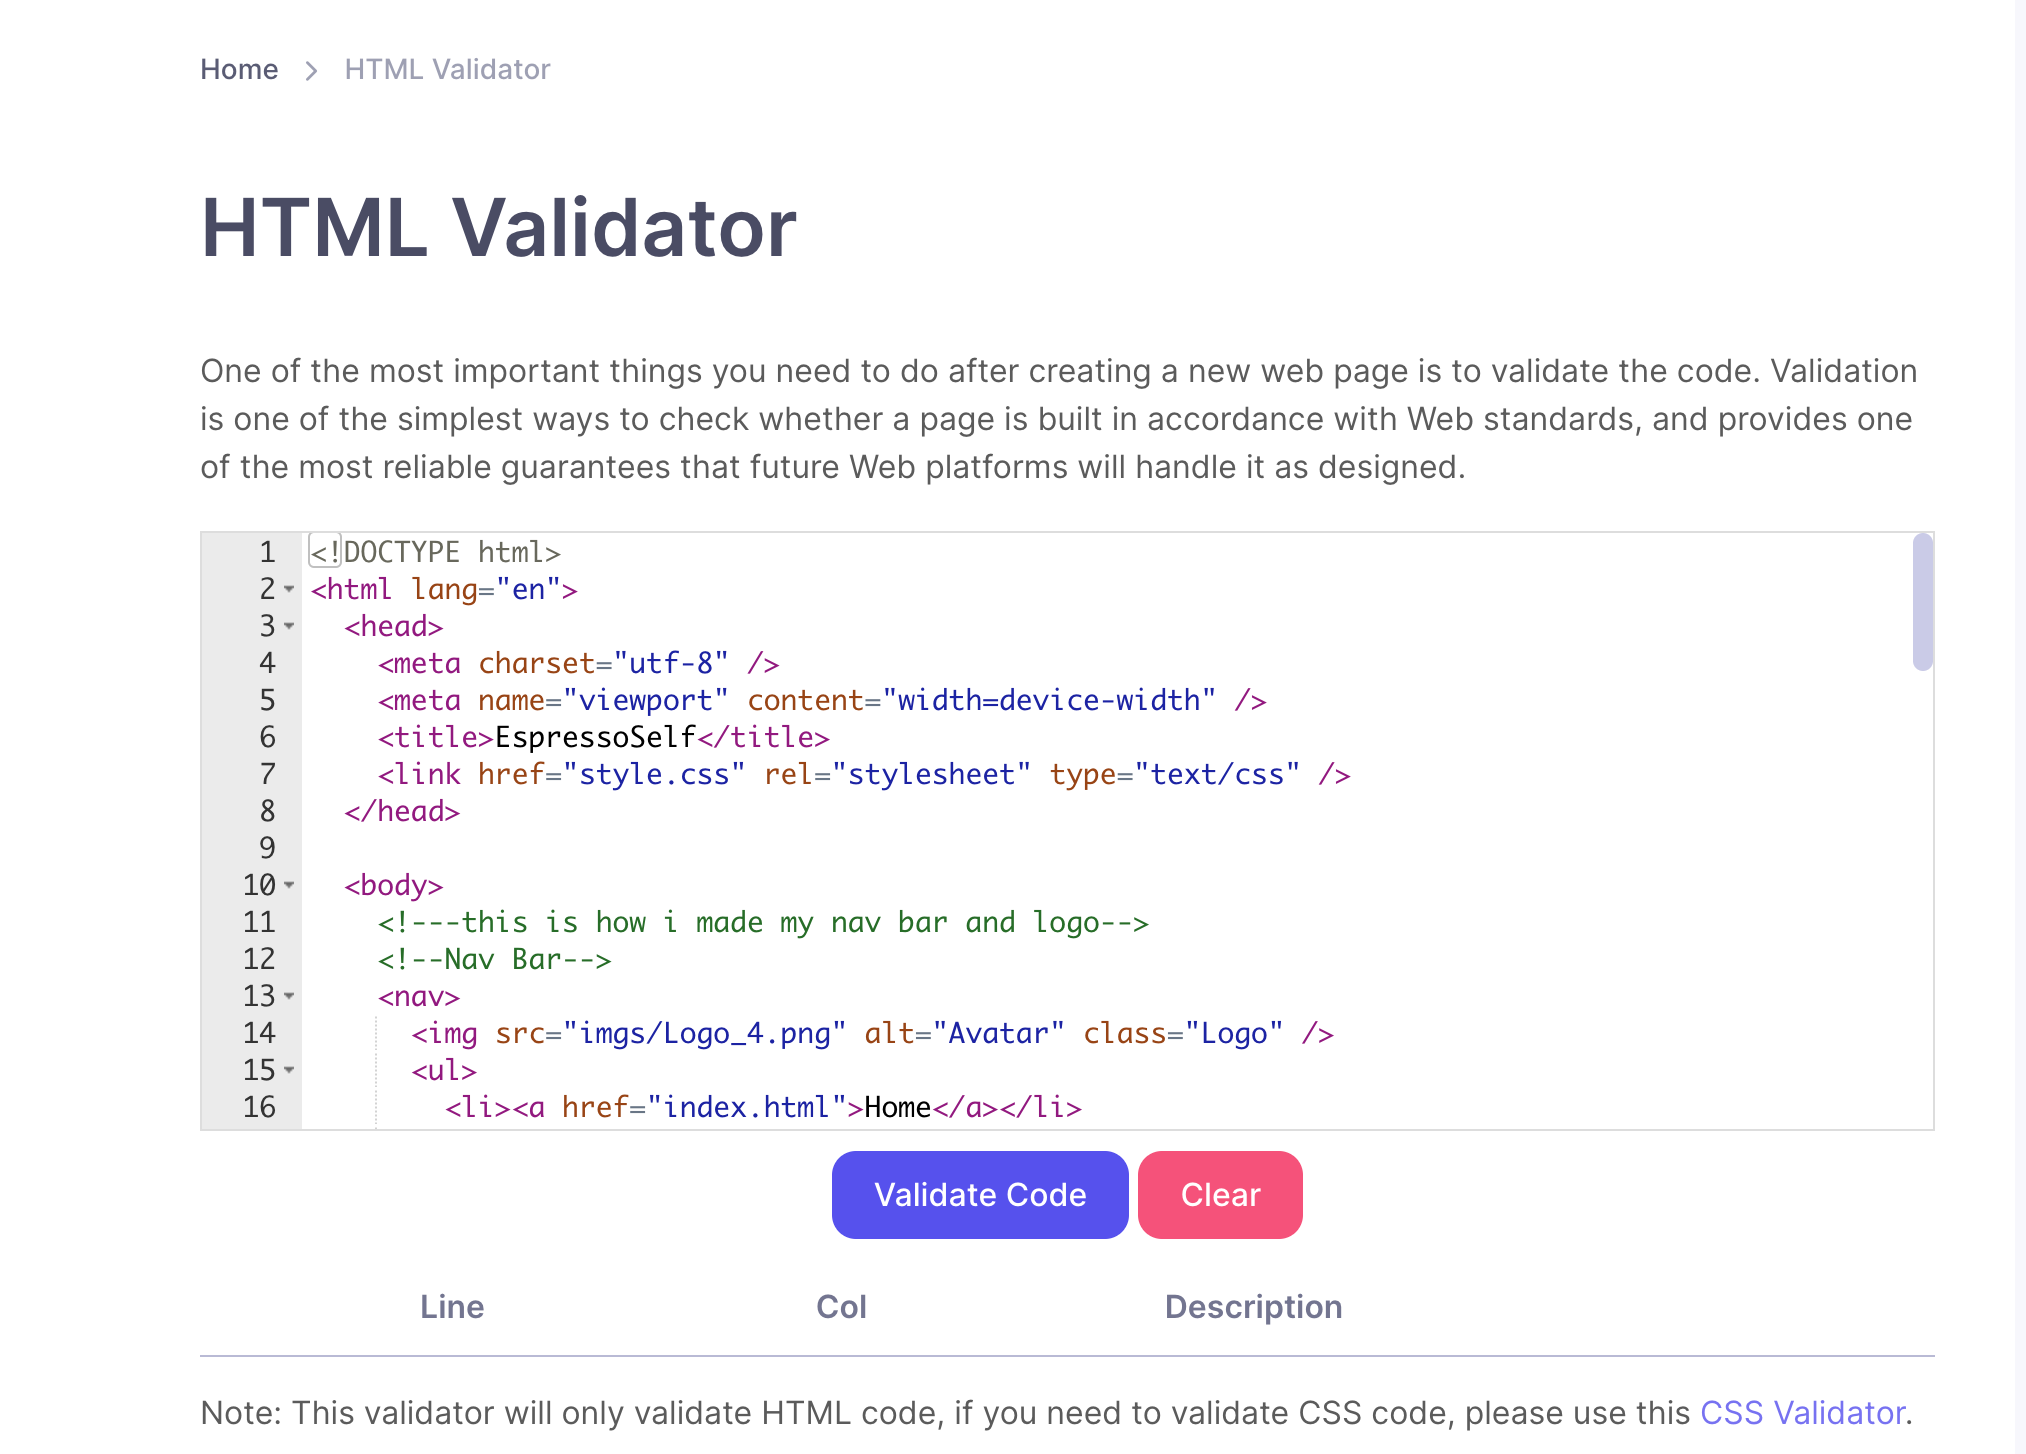 Home > HTML Validator
HTML Validator
One of the most important things you need to do after creating a new web page is to validate the code. Validation
is one of the simplest ways to check whether a page is built in accordance with Web standards, and provides one
of the most reliable guarantees that future Web platforms will handle it as designed.
1 <!DOCTYPE html>
2 <html lang="en">
3   <head>
4     <meta charset="utf-8" />
5     <meta name="viewport" content="width=device-width" />
6     <title>EspressoSelf</title>
7     <link href="style.css" rel="stylesheet" type="text/css" />
8   </head>
9
10   <body>
11     <!---this is how i made my nav bar and logo-->
12     <!--Nav Bar-->
13     <nav>
14       <img src="imgs/Logo_4.png" alt="Avatar" class="Logo" />
15       <ul>
16         <li><a href="index.html">Home</a></li>
Validate Code Clear
Line Col Description
Note: This validator will only validate HTML code, if you need to validate CSS code, please use this CSS Validator.